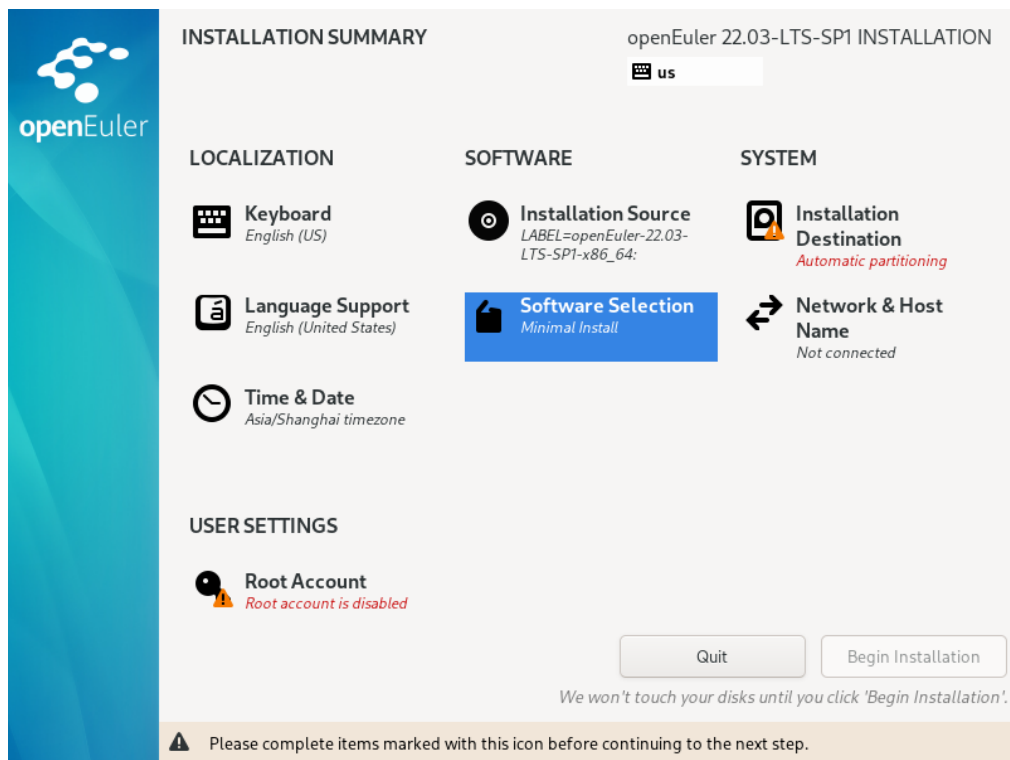 openEuler
INSTALLATION SUMMARY
openEuler 22.03-LTS-SP1 INSTALLATION
us
LOCALIZATION
Keyboard
English (US)
Language Support
English (United States)
Time & Date
Asia/Shanghai timezone
SOFTWARE
Installation Source
LABEL=openEuler-22.03-
LTS-SP1-x86_64:
Software Selection
Minimal Install
SYSTEM
Installation
Destination
Automatic partitioning
Network & Host
Name
Not connected
USER SETTINGS
Root Account
Root account is disabled
Quit
Begin Installation
We won't touch your disks until you click 'Begin Installation'.
Please complete items marked with this icon before continuing to the next step.